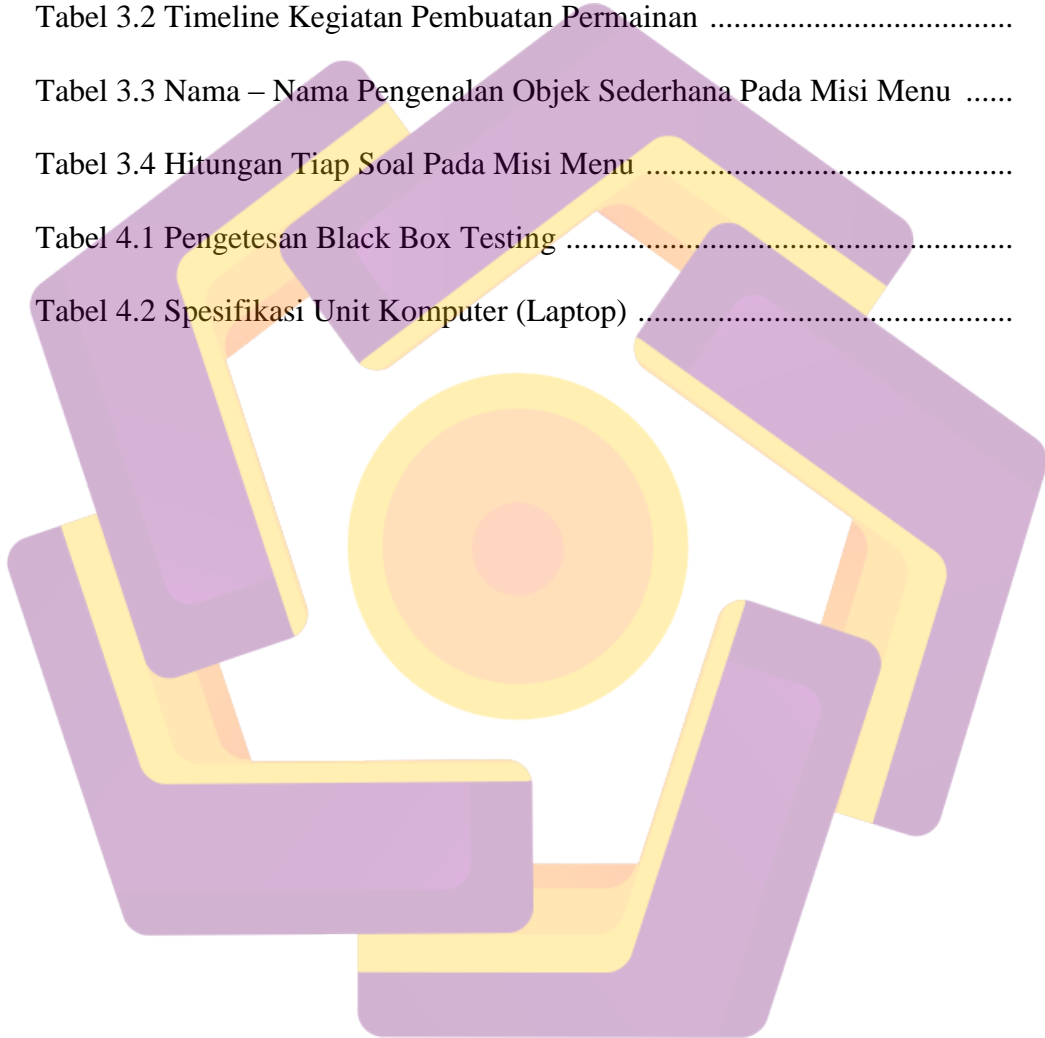 Tabel 3.2 Timeline Kegiatan Pembuatan Permainan ......................................
Tabel 3.3 Nama – Nama Pengenalan Objek Sederhana Pada Misi Menu ......
Tabel 3.4 Hitungan Tiap Soal Pada Misi Menu ..............................................
Tabel 4.1 Pengetesan Black Box Testing ........................................................
Tabel 4.2 Spesifikasi Unit Komputer (Laptop) ...............................................